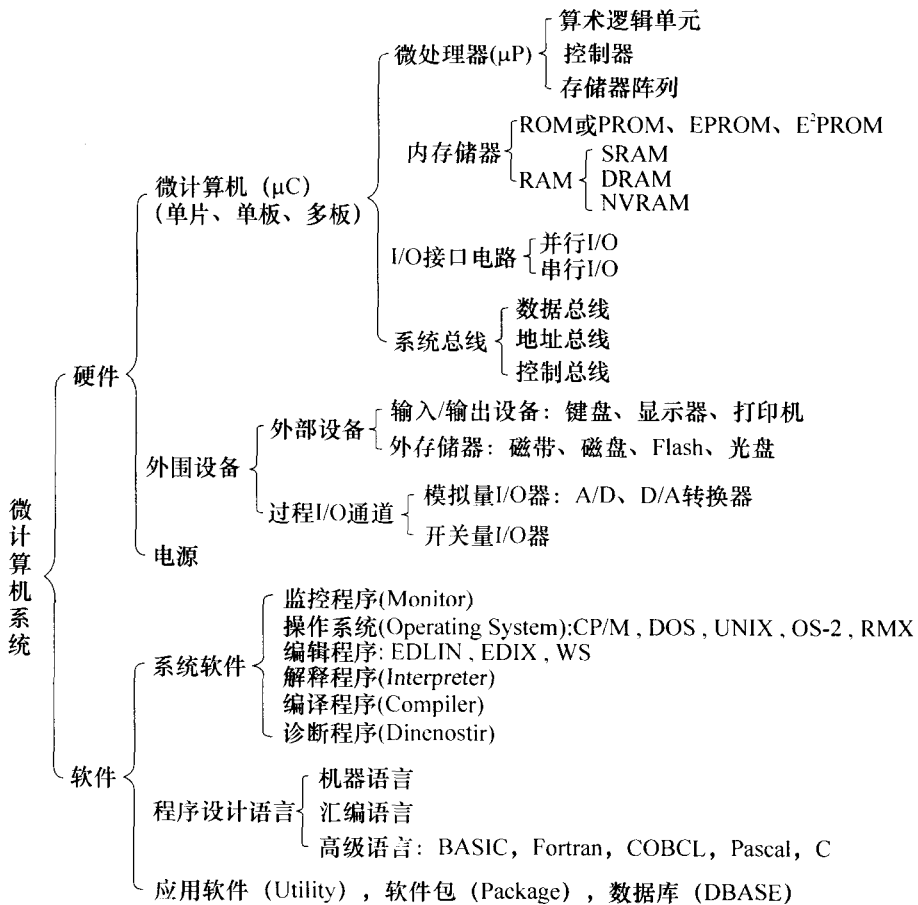 算术逻辑单元
微处理器(μP)
控制器
存储器阵列
ROM或PROM、EPROM、E²PROM
内存储器
SRAM
RAM
DRAM
NVRAM
微计算机（μC）
(单片、单板、多板)
并行I/O
I/O接口电路
串行I/O
数据总线
系统总线
地址总线
控制总线
硬件
输入/输出设备：键盘、显示器、打印机
外部设备
外存储器：磁带、磁盘、Flash、光盘
外围设备
模拟量I/O器：A/D、D/A转换器
过程I/O通道
开关量I/O器
电源
微计算机系统
监控程序(Monitor)
操作系统(Operating System):CP/M , DOS , UNIX , OS-2 , RMX
系统软件
编辑程序: EDLIN , EDIX , WS
解释程序(Interpreter)
编译程序(Compiler)
诊断程序(Dinenostir)
软件
机器语言
程序设计语言
汇编语言
高级语言：BASIC，Fortran，COBCL，Pascal，C
应用软件（Utility），软件包（Package），数据库（DBASE）